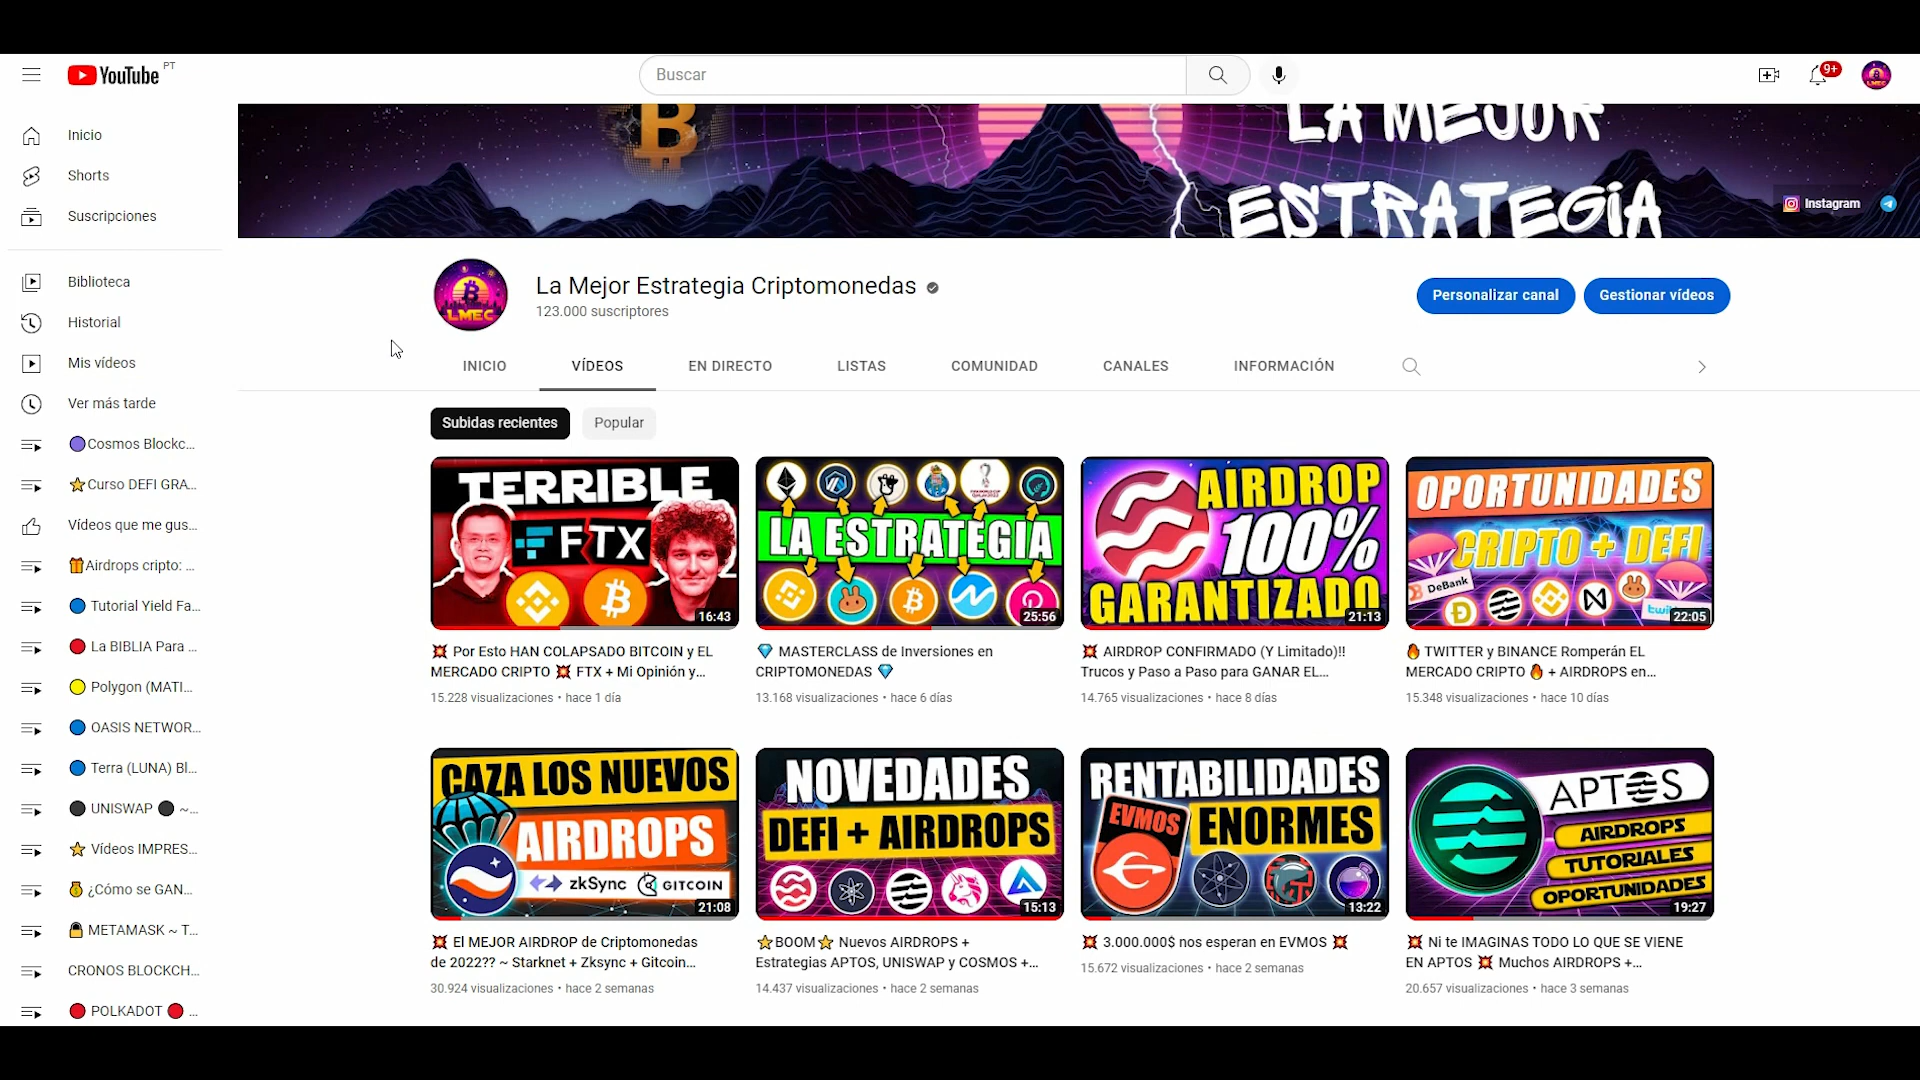 YouTube PT
Buscar
9+
Inicio
Shorts
Suscripciones
Biblioteca
Historial
Mis vídeos
Ver más tarde
Cosmos Blockc...
Curso DEFI GRA...
Vídeos que me gus...
Airdrops cripto: ...
Tutorial Yield Fa...
La BIBLIA Para ...
Polygon (MATI...
OASIS NETWOR...
Terra (LUNA) Bl...
UNISWAP ⚫ ~...
Vídeos IMPRES...
¿Cómo se GAN...
METAMASK ~ T...
CRONOS BLOCKCH...
POLKADOT 🔴 ...
LA MEJOR
ESTRATEGIA
Instagram
LMEC
La Mejor Estrategia Criptomonedas
123.000 suscriptores
Personalizar canal
Gestionar vídeos
INICIO
VÍDEOS
EN DIRECTO
LISTAS
COMUNIDAD
CANALES
INFORMACIÓN
Subidas recientes
Popular
TERRIBLE
FTX
16:43
💥 Por Esto HAN COLAPSADO BITCOIN y EL
MERCADO CRIPTO 💥 FTX + Mi Opinión y...
15.228 visualizaciones • hace 1 día
LA ESTRATEGIA
25:56
💎 MASTERCLASS de Inversiones en
CRIPTOMONEDAS 💎
13.168 visualizaciones • hace 6 días
AIRDROP
100%
GARANTIZADO
21:13
💥 AIRDROP CONFIRMADO (Y Limitado)!!
Trucos y Paso a Paso para GANAR EL...
14.765 visualizaciones • hace 8 días
OPORTUNIDADES
CRIPTO + DEFI
DeBank
22:05
🔥 TWITTER y BINANCE Romperán EL
MERCADO CRIPTO 🔥 + AIRDROPS en...
15.348 visualizaciones • hace 10 días
CAZA LOS NUEVOS
AIRDROPS
zkSync
GITCOIN
21:08
💥 El MEJOR AIRDROP de Criptomonedas
de 2022?? ~ Starknet + Zksync + Gitcoin...
30.924 visualizaciones • hace 2 semanas
NOVEDADES
DEFI + AIRDROPS
15:13
⭐BOOM⭐ Nuevos AIRDROPS +
Estrategias APTOS, UNISWAP y COSMOS +...
14.437 visualizaciones • hace 2 semanas
RENTABILIDADES
EVMOS
ENORMES
13:22
💥 3.000.000$ nos esperan en EVMOS 💥
15.672 visualizaciones • hace 2 semanas
APTOS
AIRDROPS
TUTORIALES
OPORTUNIDADES
19:27
💥 Ni te IMAGINAS TODO LO QUE SE VIENE
EN APTOS 💥 Muchos AIRDROPS +...
20.657 visualizaciones • hace 3 semanas